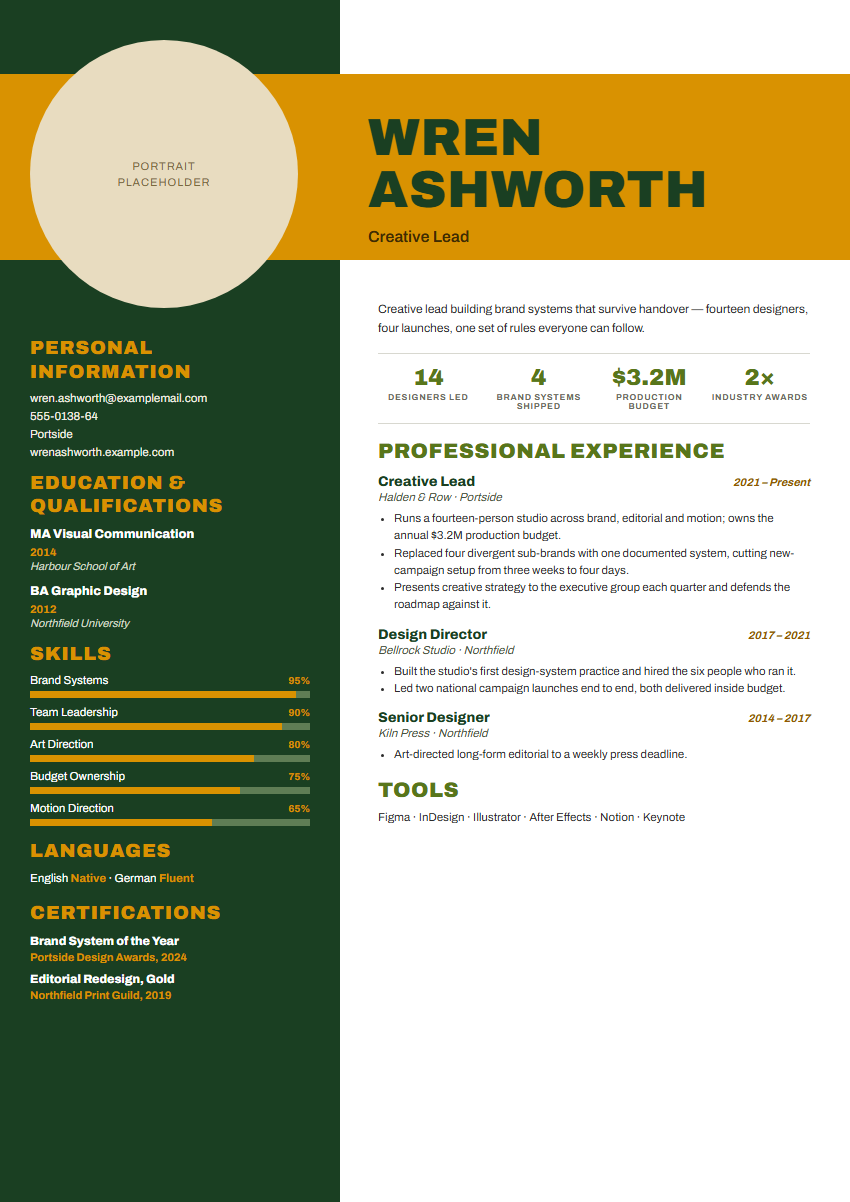 PORTRAIT
PLACEHOLDER
WREN
ASHWORTH
Creative Lead
PERSONAL
INFORMATION
wren.ashworth@examplemail.com
555-0138-64
Portside
wrenashworth.example.com
EDUCATION &
QUALIFICATIONS
MA Visual Communication
2014
Harbour School of Art
BA Graphic Design
2012
Northfield University
SKILLS
Brand Systems 95%
Team Leadership 90%
Art Direction 80%
Budget Ownership 75%
Motion Direction 65%
LANGUAGES
English Native · German Fluent
CERTIFICATIONS
Brand System of the Year
Portside Design Awards, 2024
Editorial Redesign, Gold
Northfield Print Guild, 2019
Creative lead building brand systems that survive handover — fourteen designers,
four launches, one set of rules everyone can follow.
14
DESIGNERS LED
4
BRAND SYSTEMS
SHIPPED
$3.2M
PRODUCTION
BUDGET
2×
INDUSTRY AWARDS
PROFESSIONAL EXPERIENCE
Creative Lead 2021 – Present
Halden & Row · Portside
• Runs a fourteen-person studio across brand, editorial and motion; owns the
annual $3.2M production budget.
• Replaced four divergent sub-brands with one documented system, cutting new-
campaign setup from three weeks to four days.
• Presents creative strategy to the executive group each quarter and defends the
roadmap against it.
Design Director 2017 – 2021
Bellrock Studio · Northfield
• Built the studio's first design-system practice and hired the six people who ran it.
• Led two national campaign launches end to end, both delivered inside budget.
Senior Designer 2014 – 2017
Kiln Press · Northfield
• Art-directed long-form editorial to a weekly press deadline.
TOOLS
Figma · InDesign · Illustrator · After Effects · Notion · Keynote